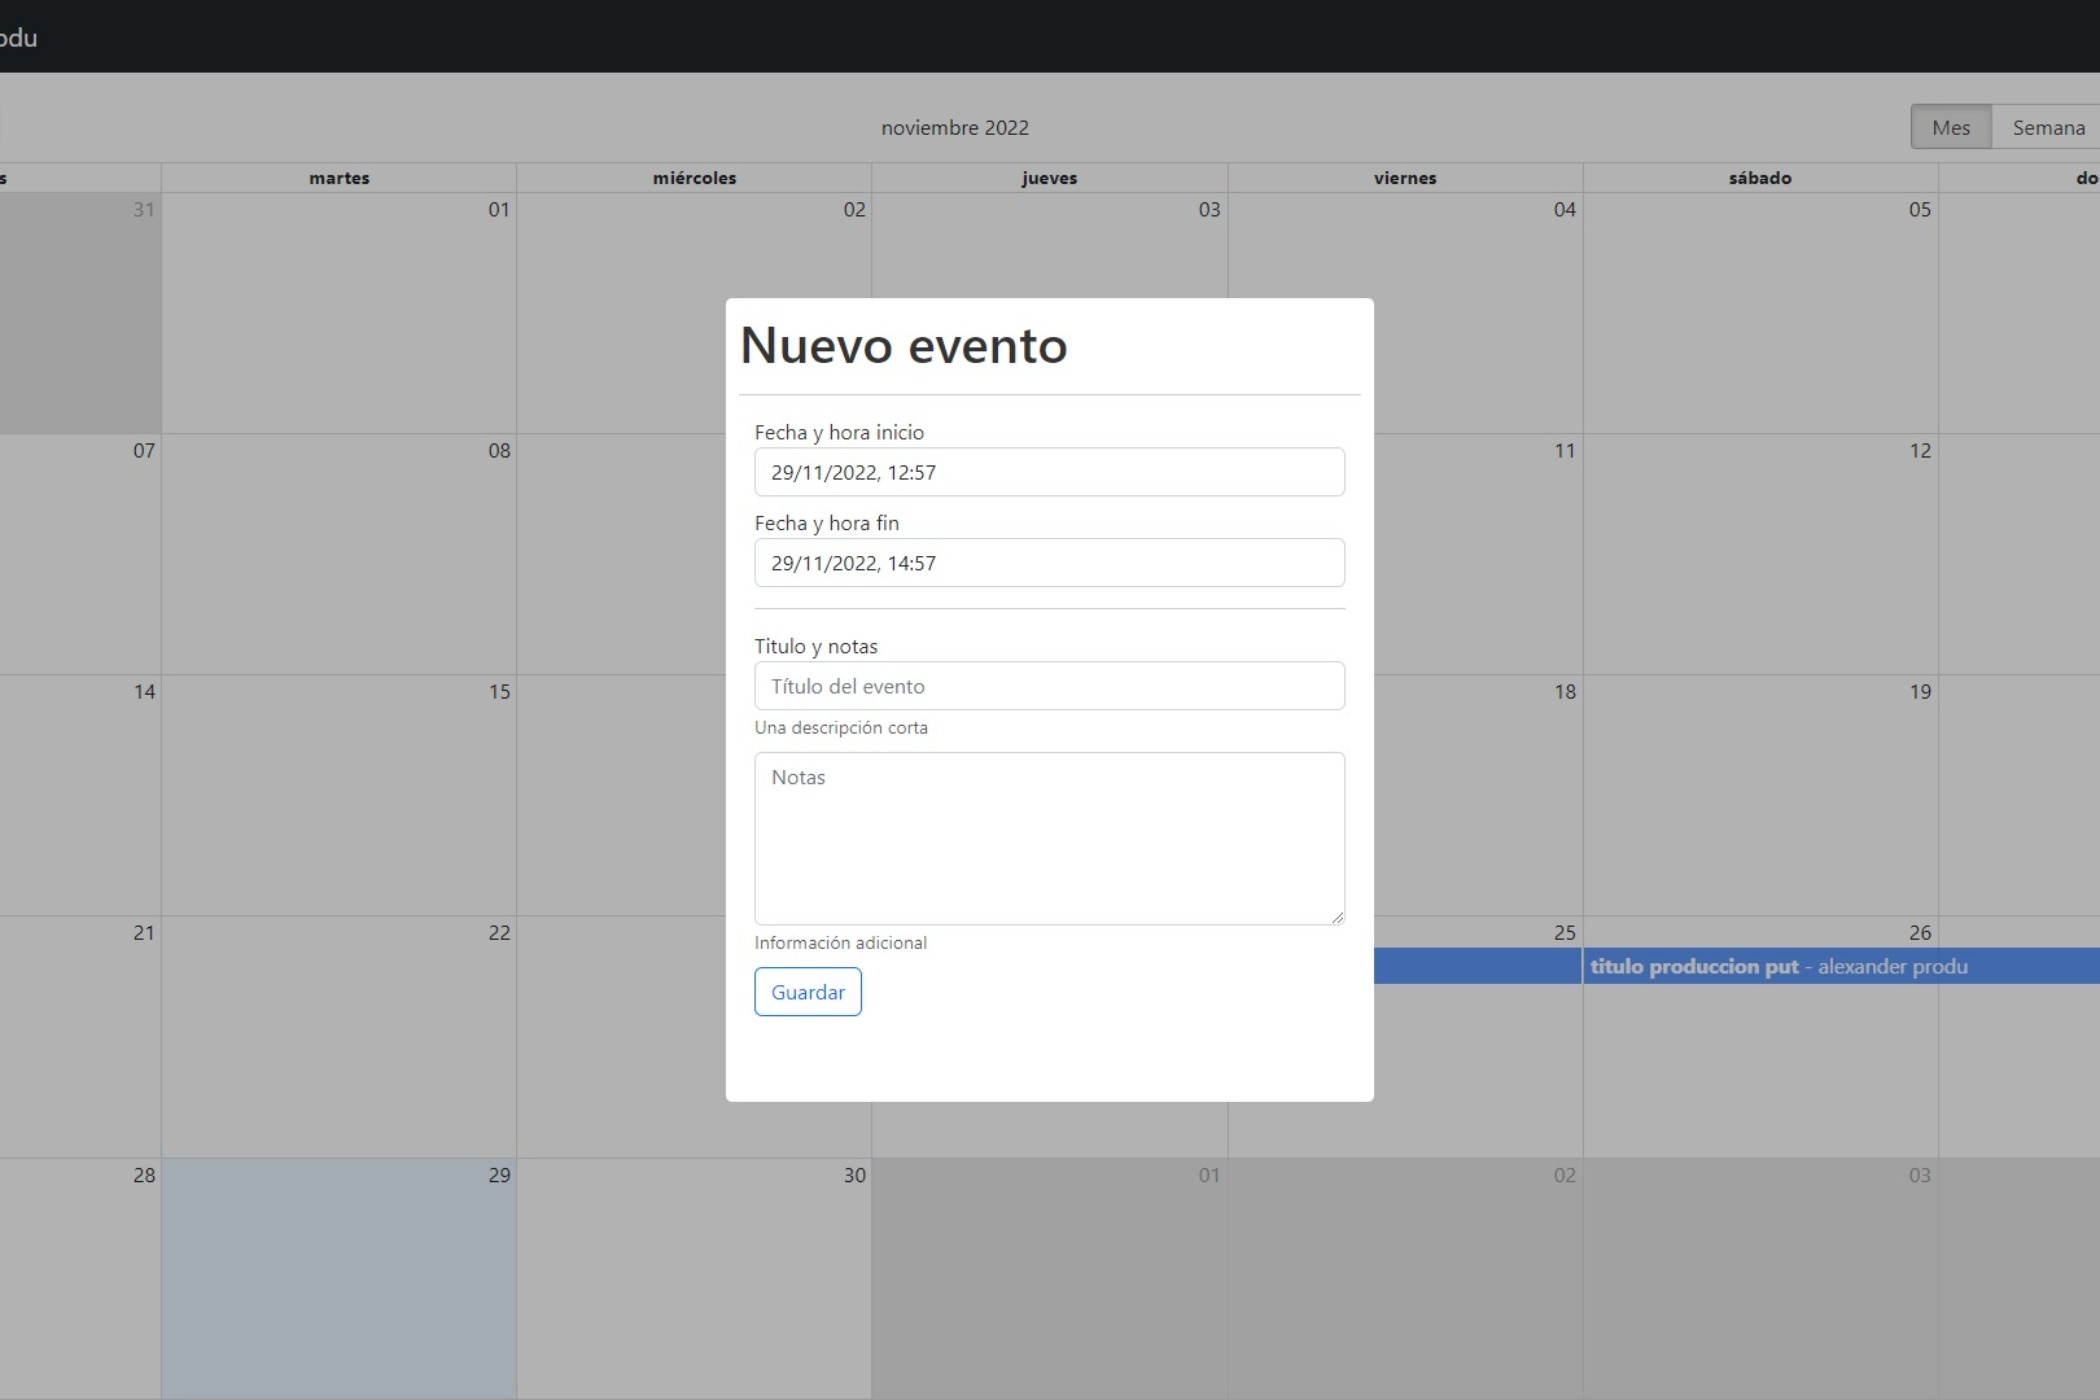 noviembre 2022
Mes Semana
martes miércoles jueves viernes sábado
31 01 02 03 04 05
Nuevo evento
Fecha y hora inicio
29/11/2022, 12:57
Fecha y hora fin
29/11/2022, 14:57
Titulo y notas
Título del evento
Una descripción corta
Notas
Información adicional
Guardar
07 08 11 12
14 15 18 19
21 22 25 26
titulo produccion put - alexander produ
28 29 30 01 02 03